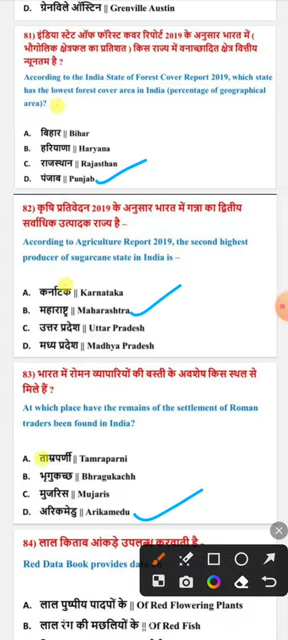 D. ग्रेनविले ऑस्टिन || Grenville Austin
81) इंडिया स्टेट ऑफ फॉरेस्ट कवर रिपोर्ट 2019 के अनुसार भारत में (
भौगोलिक क्षेत्रफल का प्रतिशत ) किस राज्य में वनाच्छादित क्षेत्र वित्तीय
न्यूनतम है ?
According to the India State of Forest Cover Report 2019, which state
has the lowest forest cover area in India (percentage of geographical
area)?
A. बिहार || Bihar
B. हरियाणा || Haryana
C. राजस्थान || Rajasthan
D. पंजाब || Punjab
82) कृषि प्रतिवेदन 2019 के अनुसार भारत में गन्ना का द्वितीय
सर्वाधिक उत्पादक राज्य है –
According to Agriculture Report 2019, the second highest
producer of sugarcane state in India is –
A. कर्नाटक || Karnataka
B. महाराष्ट्र || Maharashtra
C. उत्तर प्रदेश || Uttar Pradesh
D. मध्य प्रदेश || Madhya Pradesh
83) भारत में रोमन व्यापारियों की बस्ती के अवशेष किस स्थल से
मिले हैं ?
At which place have the remains of the settlement of Roman
traders been found in India?
A. ताम्रपर्णी || Tamraparni
B. भृगुकच्छ || Bhragukachh
C. मुजरिस || Mujaris
D. अरिकमेडु || Arikamedu
84) लाल किताब आंकड़े उपलब्ध करवाती है -
Red Data Book provides
A. लाल पुष्पीय पादपों के || Of Red Flowering Plants
B. लाल रंग की मछलियों के || Of Red Fish